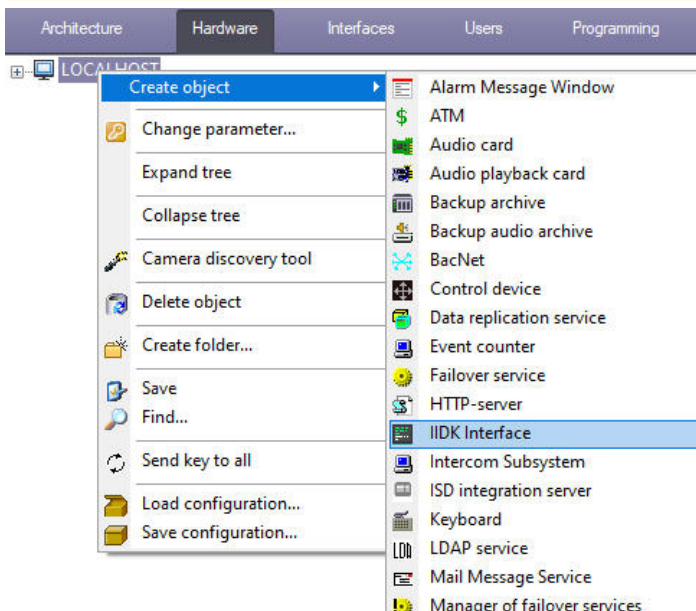 Architecture Hardware Interfaces Users Programming
LOCALHOST
Create object
Change parameter...
Expand tree
Collapse tree
Camera discovery tool
Delete object
Create folder...
Save
Find...
Send key to all
Load configuration...
Save configuration...
Alarm Message Window
ATM
Audio card
Audio playback card
Backup archive
Backup audio archive
BacNet
Control device
Data replication service
Event counter
Failover service
HTTP-server
IIDK Interface
Intercom Subsystem
ISD integration server
Keyboard
LDAP service
Mail Message Service
Manager of failover services